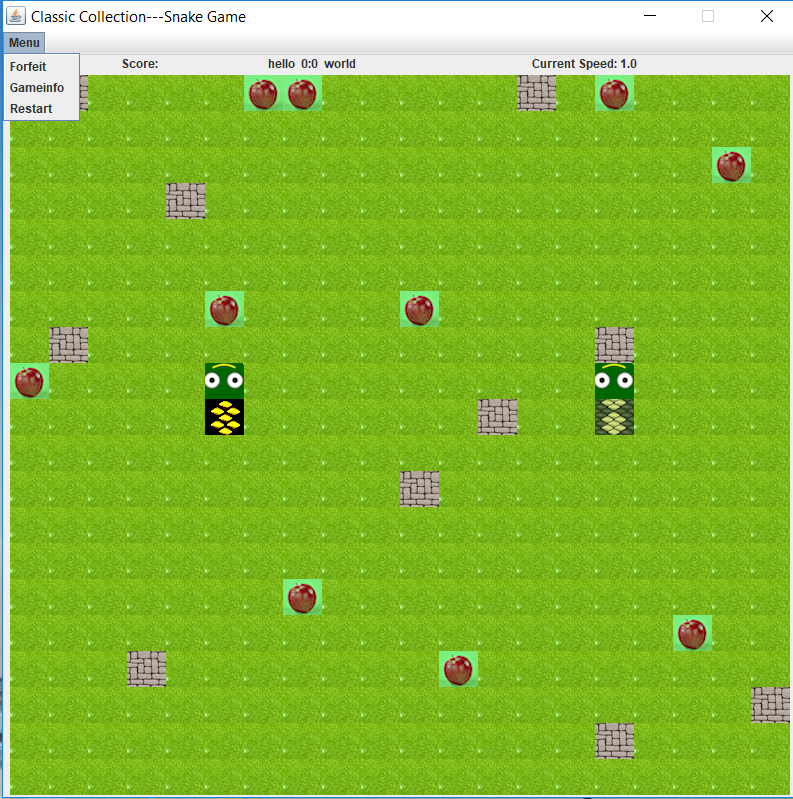 Classic Collection---Snake Game
Menu
Score: hello 0:0 world Current Speed: 1.0
Forfeit
Gameinfo
Restart